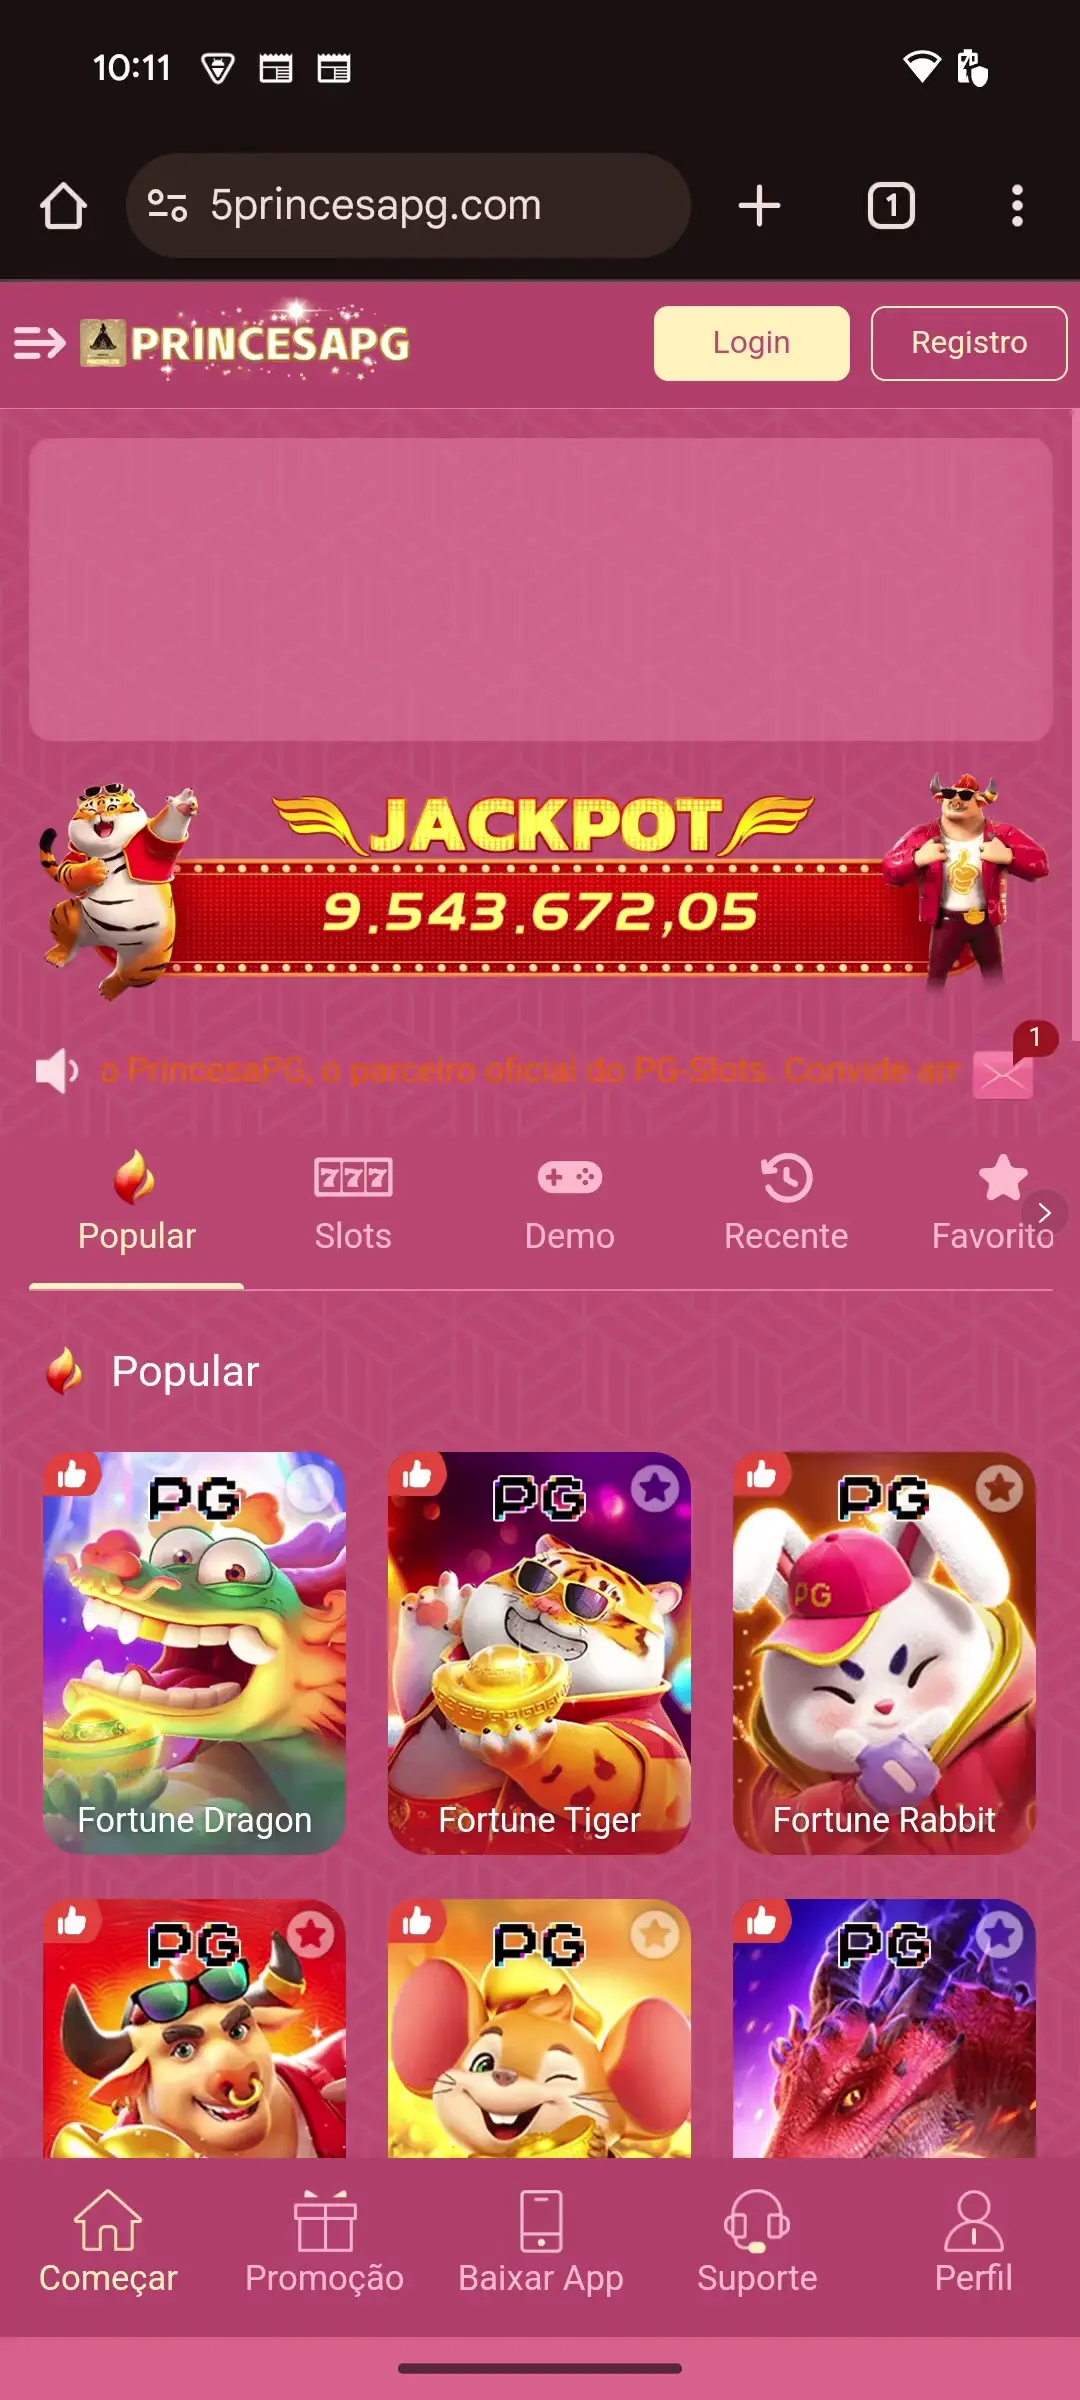 10:11
5princesapg.com
1
PRINCESAPG
Login
Registro
JACKPOT
9.543.672,05
1
o PrincesaPG, o parceiro oficial do PG-Slots. Convide
Popular
Slots
Demo
Recente
Favorito
Popular
PG
PG
PG
PG
Fortune Dragon
Fortune Tiger
Fortune Rabbit
PG
PG
PG
Começar
Promoção
Baixar App
Suporte
Perfil